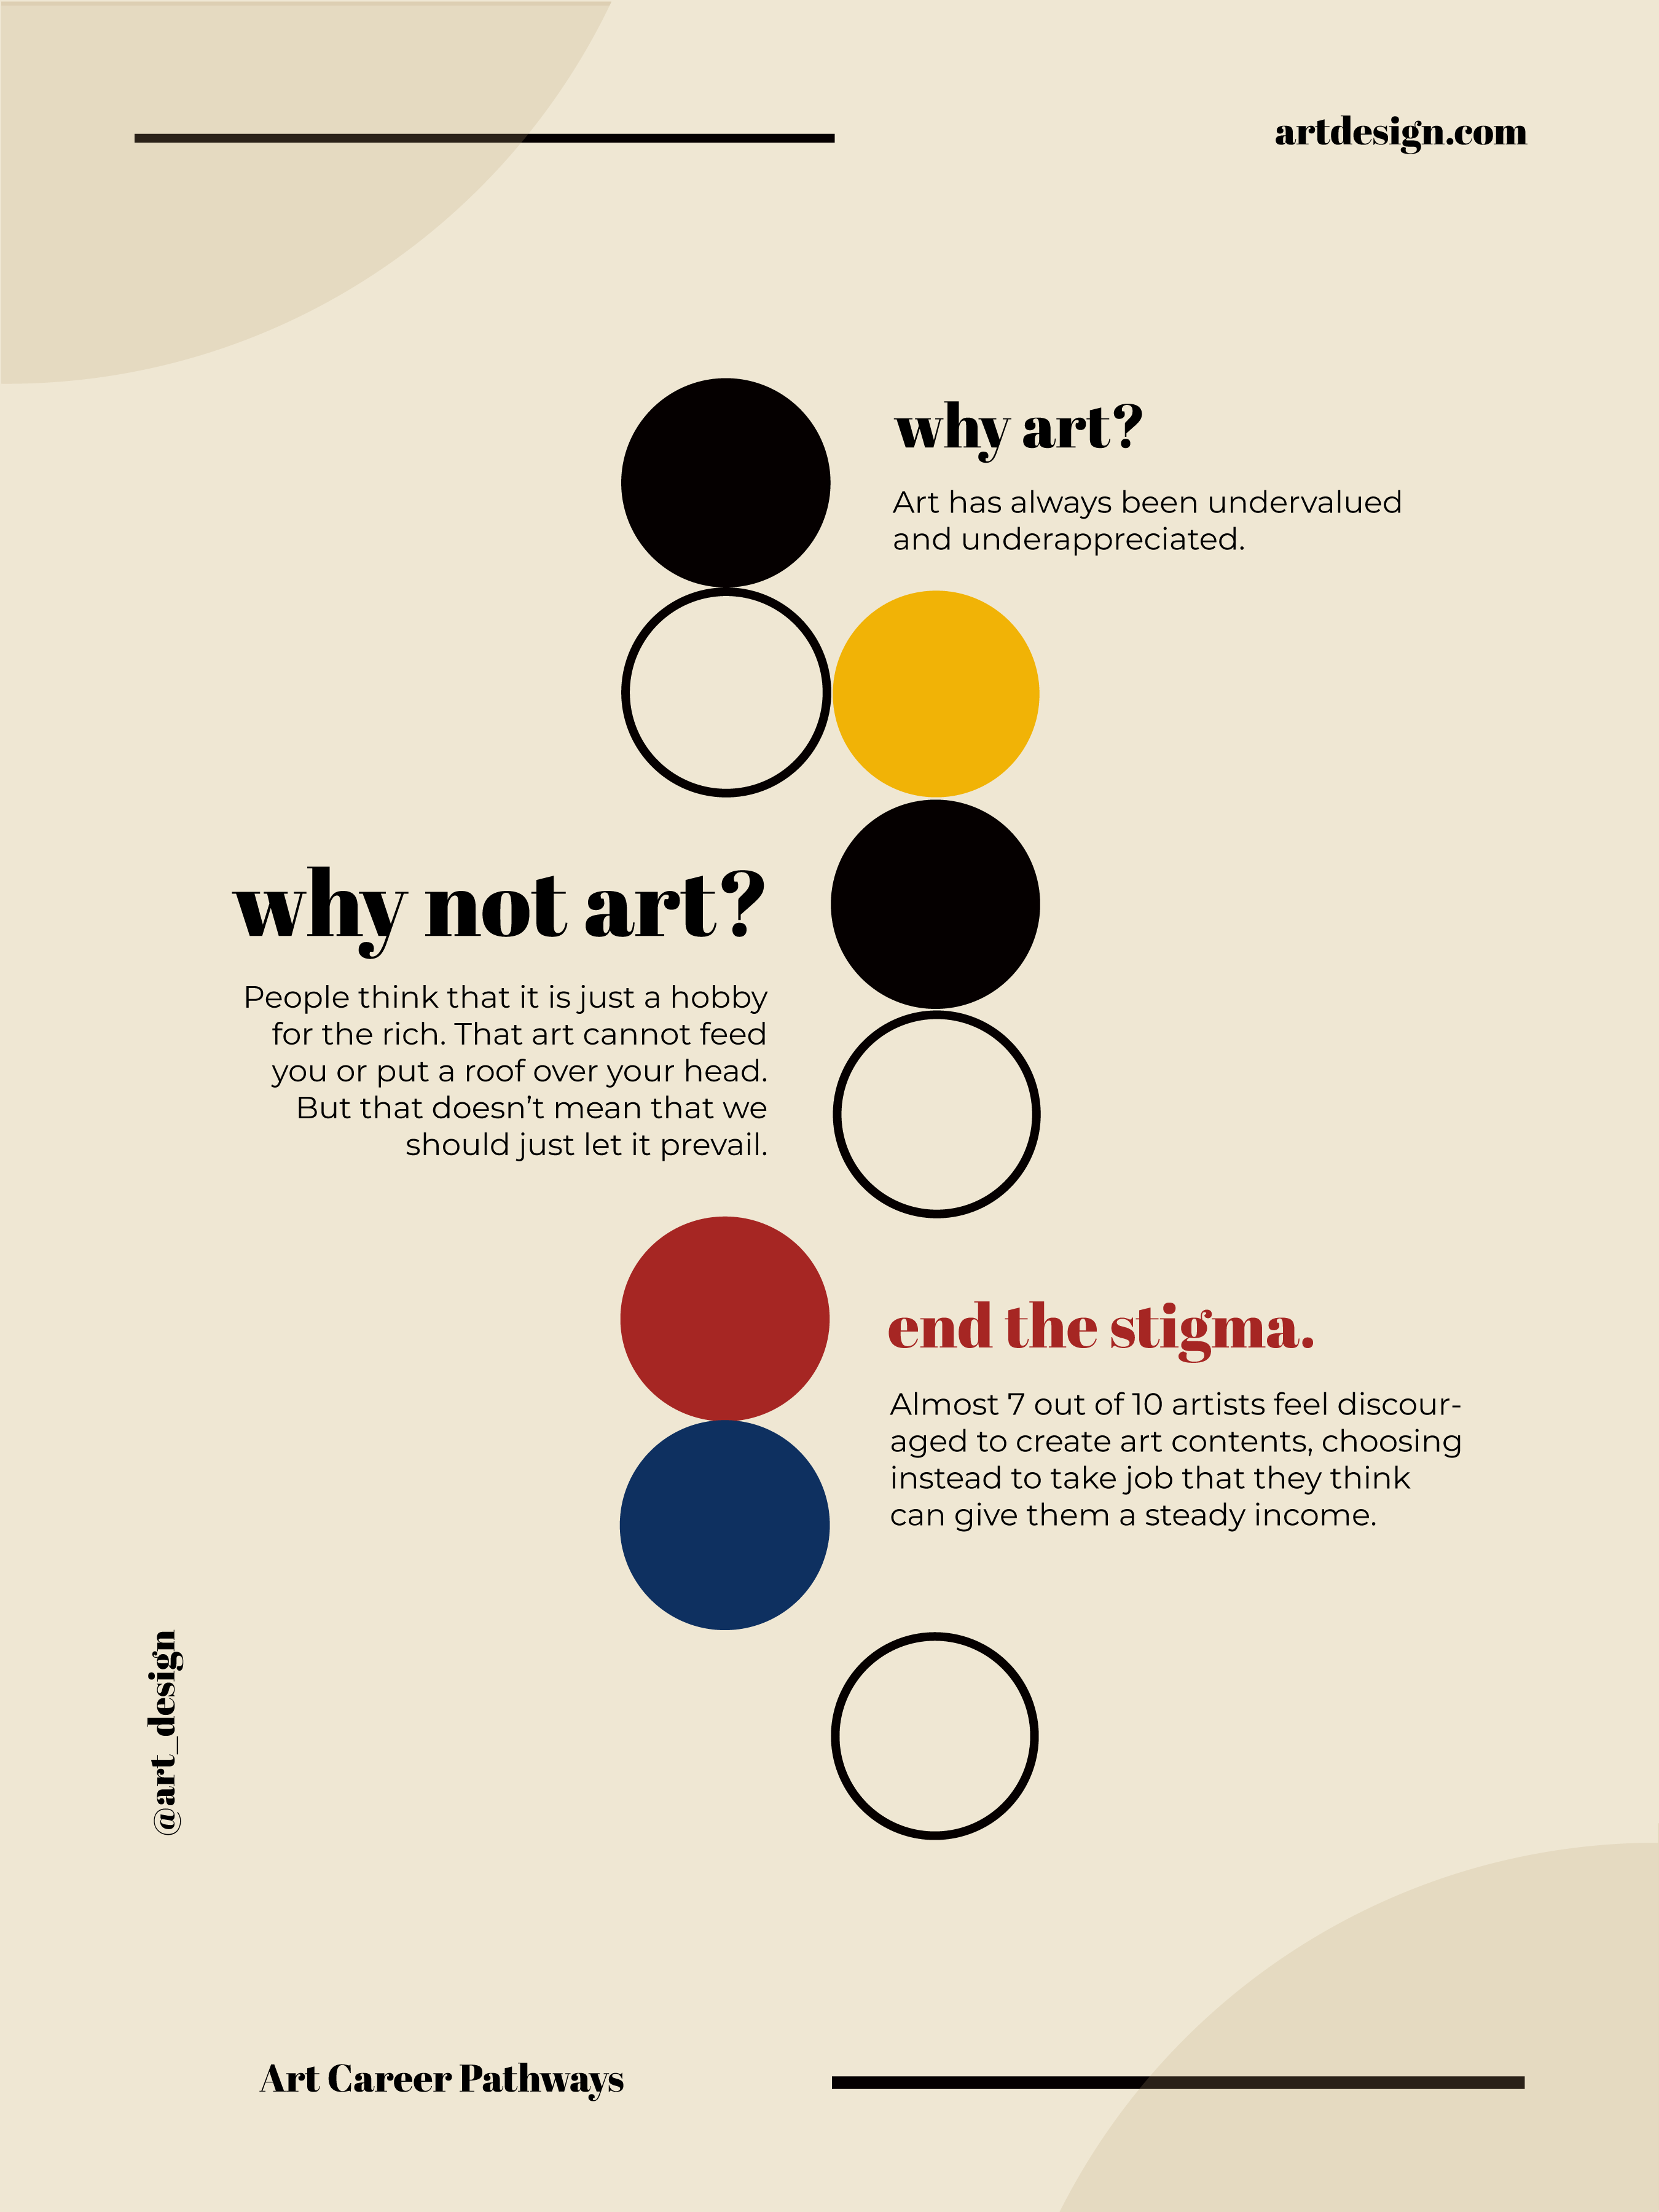 artdesign.com
why art?
Art has always been undervalued
and underappreciated.
why not art?
People think that it is just a hobby
for the rich. That art cannot feed
you or put a roof over your head.
But that doesn’t mean that we
should just let it prevail.
end the stigma.
Almost 7 out of 10 artists feel discour-
aged to create art contents, choosing
instead to take job that they think
can give them a steady income.
@art_design
Art Career Pathways